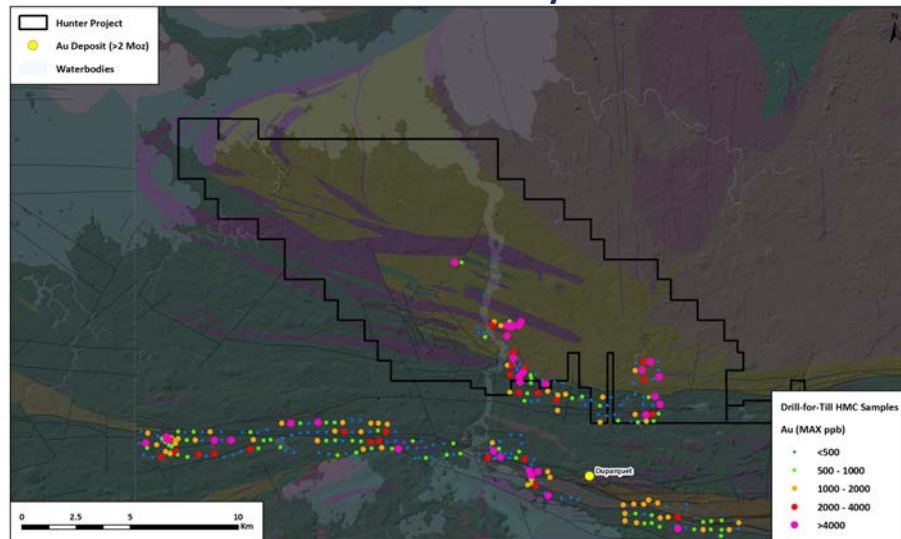 Hunter Project
Au Deposit (>2 Moz)
Waterbodies
N
Duparquet
Drill-for-Till HMC Samples
Au (MAX ppb)
<500
500 - 1000
1000 - 2000
2000 - 4000
>4000
0 2.5 5 10
Km